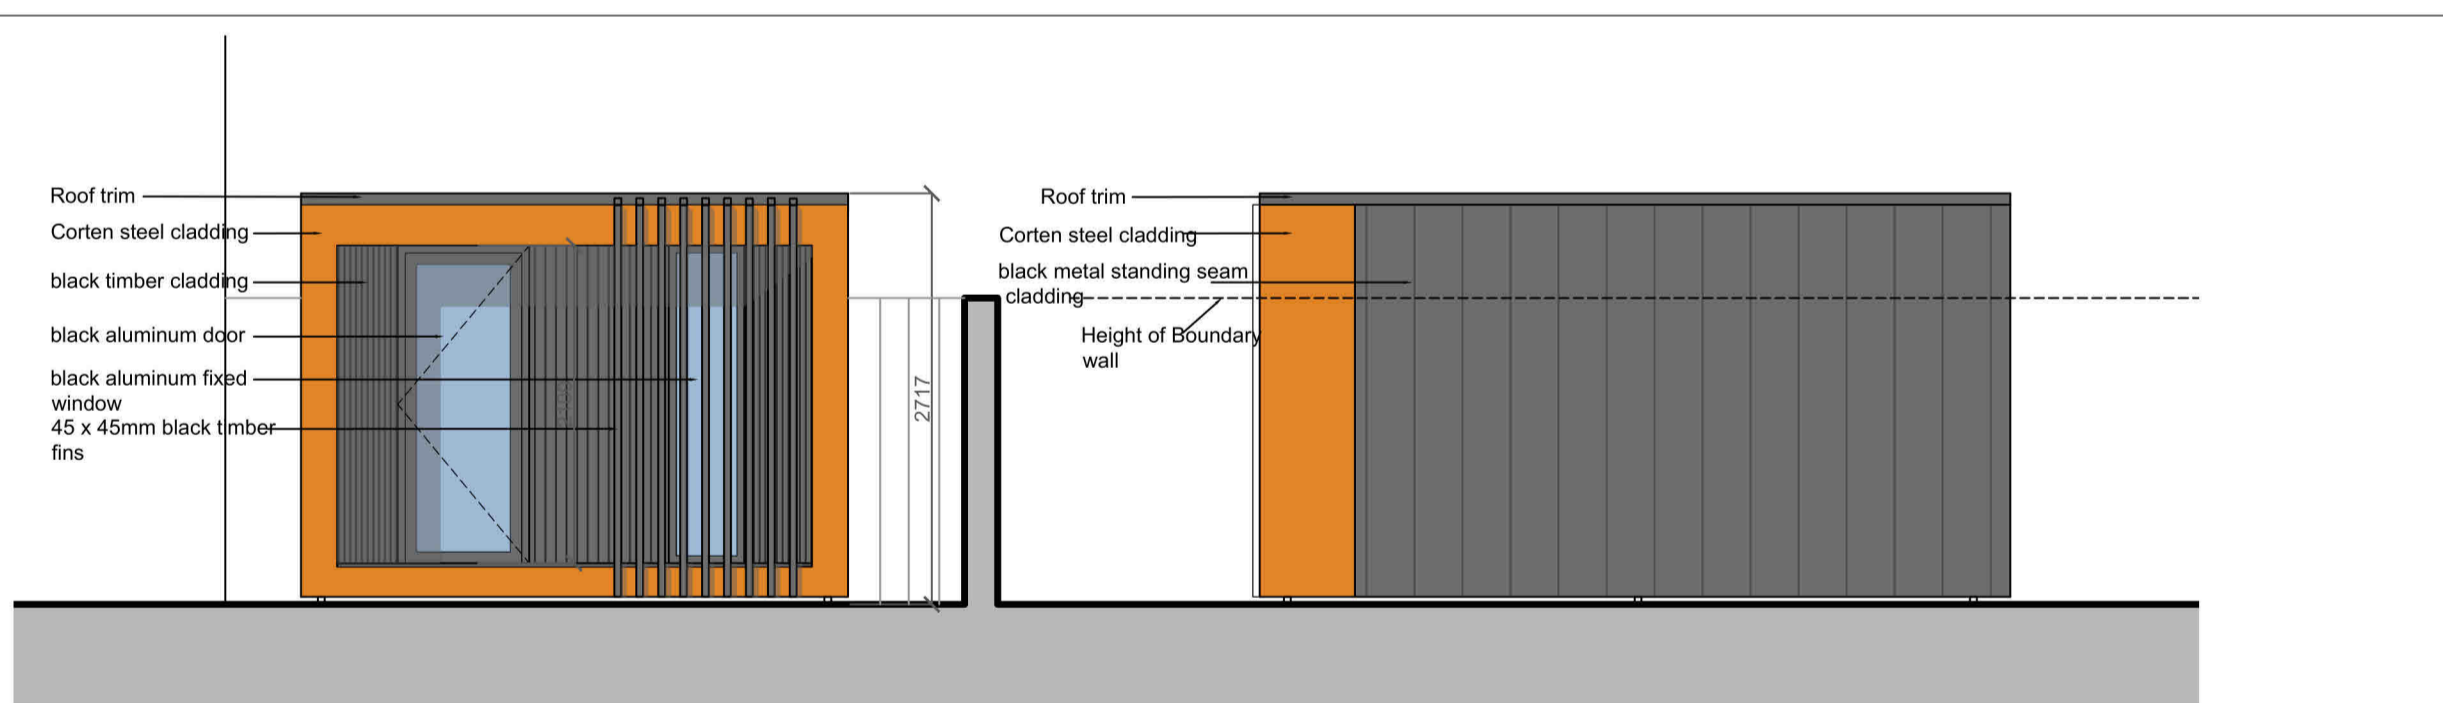 Roof trim
Corten steel cladding
black timber cladding
black aluminum door
black aluminum fixed
window
45 x 45mm black timber
fins
2717
Roof trim
Corten steel cladding
black metal standing seam
cladding
Height of Boundary
wall